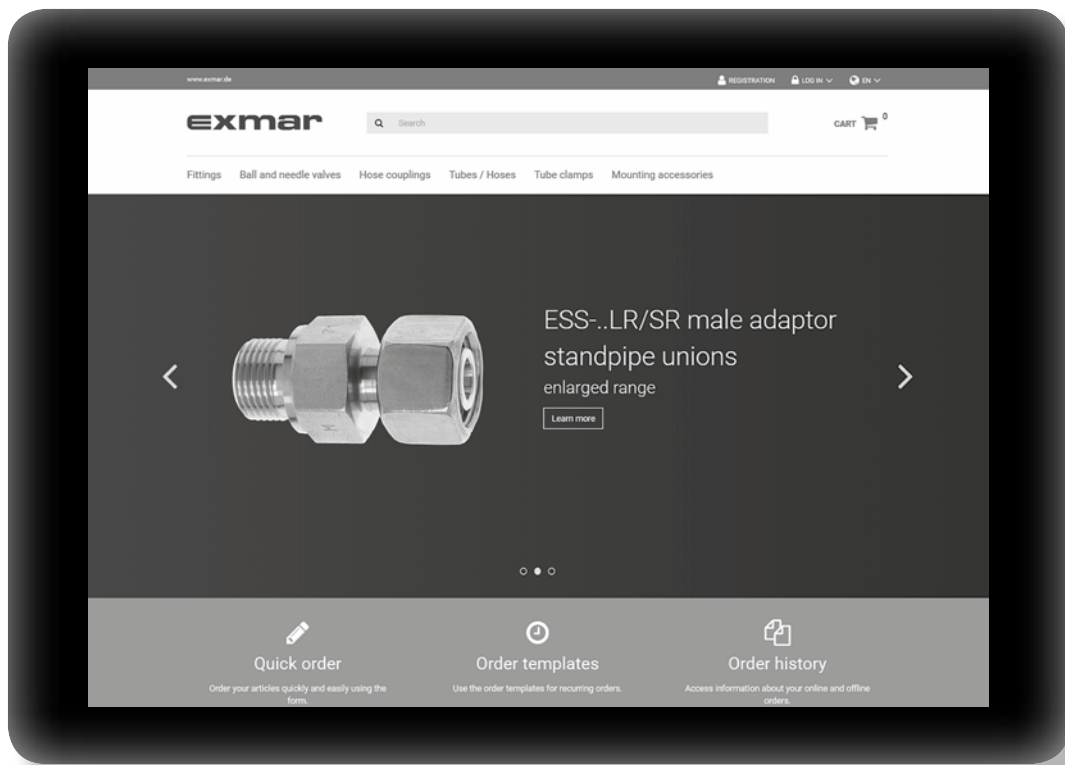 www.exmar.de
REGISTRATION
LOG IN
EN
exmar
Search
CART
0
Fittings
Ball and needle valves
Hose couplings
Tubes / Hoses
Tube clamps
Mounting accessories
ESS-..LR/SR male adaptor
standpipe unions
enlarged range
Learn more
Quick order
Order your articles quickly and easily using the
form.
Order templates
Use the order templates for recurring orders.
Order history
Access information about your online and offline
orders.